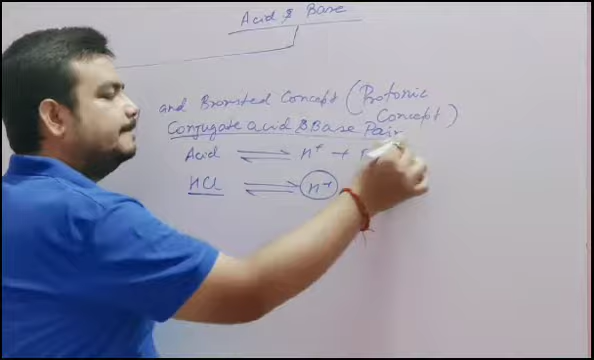 Acid & Base
and Bronsted Concept (Protonic
Concept)
Conjugate acid & Base Pair
Acid ⇌ H⁺ +
HCl ⇌ H⁺